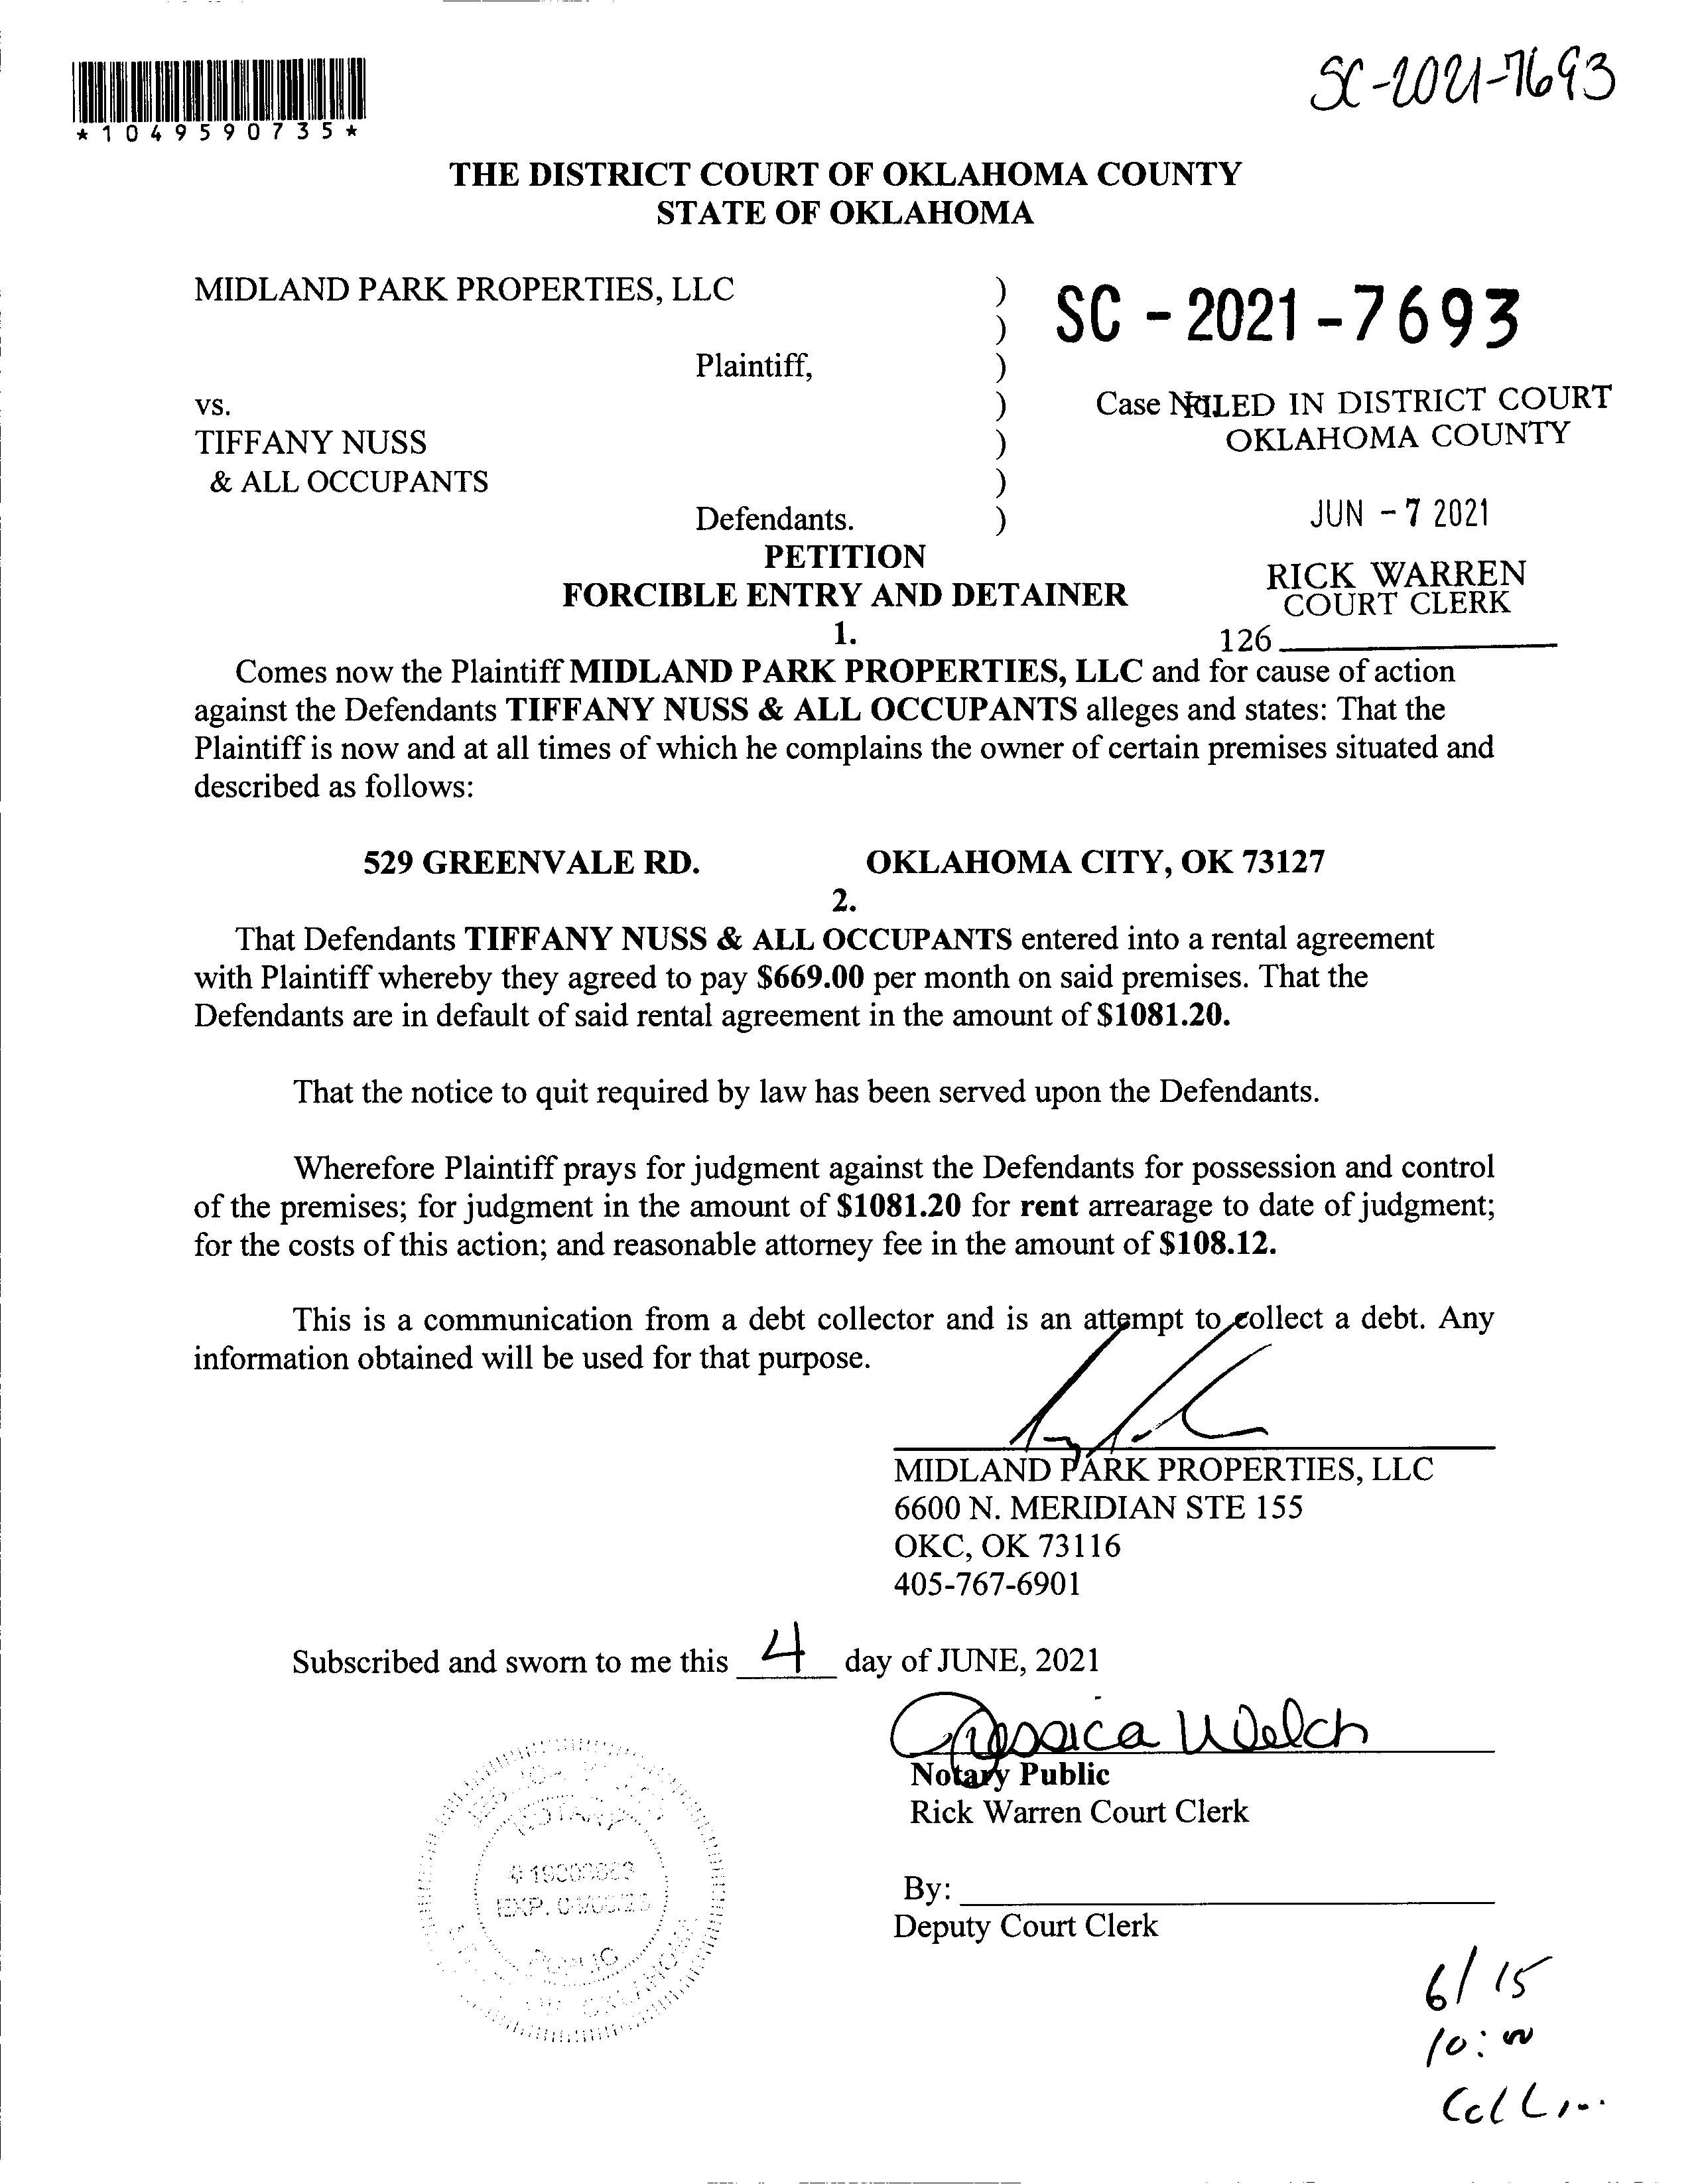 SC-2021-7693
*1049590735*
THE DISTRICT COURT OF OKLAHOMA COUNTY
STATE OF OKLAHOMA
MIDLAND PARK PROPERTIES, LLC )
)
SC - 2021 - 7693
Plaintiff, )
vs. ) Case No FILED IN DISTRICT COURT
TIFFANY NUSS ) OKLAHOMA COUNTY
& ALL OCCUPANTS )
Defendants. ) JUN - 7 2021
PETITION
FORCIBLE ENTRY AND DETAINER
RICK WARREN
COURT CLERK
1.
126
Comes now the Plaintiff MIDLAND PARK PROPERTIES, LLC and for cause of action
against the Defendants TIFFANY NUSS & ALL OCCUPANTS alleges and states: That the
Plaintiff is now and at all times of which he complains the owner of certain premises situated and
described as follows:
529 GREENVALE RD. OKLAHOMA CITY, OK 73127
2.
That Defendants TIFFANY NUSS & ALL OCCUPANTS entered into a rental agreement
with Plaintiff whereby they agreed to pay $669.00 per month on said premises. That the
Defendants are in default of said rental agreement in the amount of $1081.20.
That the notice to quit required by law has been served upon the Defendants.
Wherefore Plaintiff prays for judgment against the Defendants for possession and control
of the premises; for judgment in the amount of $1081.20 for rent arrearage to date of judgment;
for the costs of this action; and reasonable attorney fee in the amount of $108.12.
This is a communication from a debt collector and is an attempt to collect a debt. Any
information obtained will be used for that purpose.
MIDLAND PARK PROPERTIES, LLC
6600 N. MERIDIAN STE 155
OKC, OK 73116
405-767-6901
Subscribed and sworn to me this 4 day of JUNE, 2021
Jessica Welch
Notary Public
Rick Warren Court Clerk
NOTARY
EXP.
PUBLIC
OKLAHOMA
By:
Deputy Court Clerk
6/15
10:00